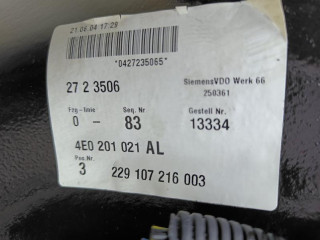 21 06 04 17:28
*0427235065*
27 2 3506
SiemensVDO Werk 66
250361
Fzg-Linie Seq. Nr Gestell Nr.
0 - 83 13334
4E0 201 021 AL
Pos.Nr
3 229 107 216 003